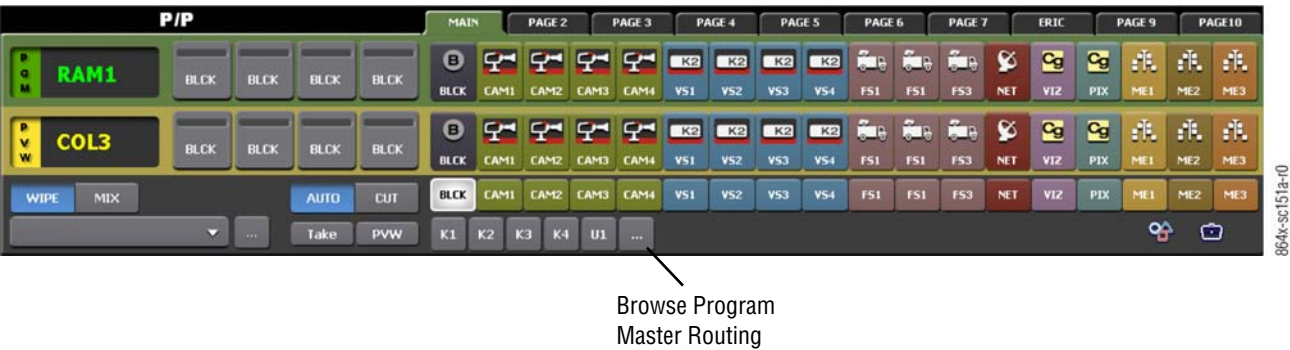 P/P MAIN PAGE 2 PAGE 3 PAGE 4 PAGE 5 PAGE 6 PAGE 7 ERIC PAGE 9 PAGE10
PGM RAM1 BLCK BLCK BLCK BLCK B BLCK CAM1 CAM2 CAM3 CAM4 K2 VS1 K2 VS2 K2 VS3 K2 VS4 FS1 FS1 FS3 NET Cg VIZ Cg PIX ME1 ME2 ME3
PVW COL3 BLCK BLCK BLCK BLCK B BLCK CAM1 CAM2 CAM3 CAM4 K2 VS1 K2 VS2 K2 VS3 K2 VS4 FS1 FS1 FS3 NET Cg VIZ Cg PIX ME1 ME2 ME3
WIPE MIX AUTO CUT BLCK CAM1 CAM2 CAM3 CAM4 VS1 VS2 VS3 VS4 FS1 FS1 FS3 NET VIZ PIX ME1 ME2 ME3
... Take PVW K1 K2 K3 K4 U1 ...
864x-sc151a-r0
Browse Program
Master Routing